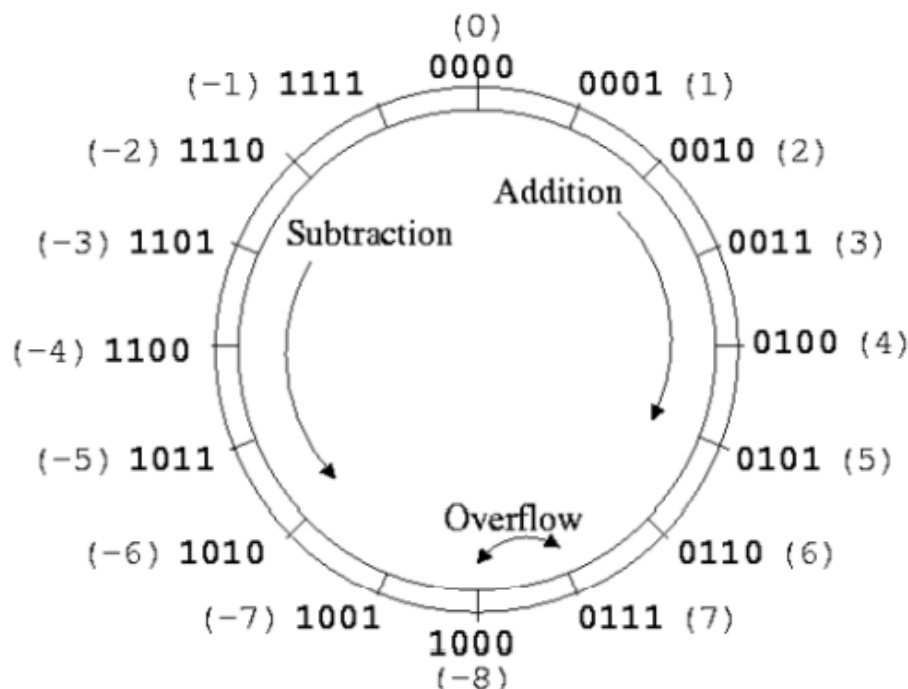 (0)
(-1) 1111 0000 0001 (1)
(-2) 1110 0010 (2)
Addition
(-3) 1101 Subtraction 0011 (3)
(-4) 1100 0100 (4)
(-5) 1011 0101 (5)
Overflow
(-6) 1010 0110 (6)
(-7) 1001 1000 0111 (7)
(-8)